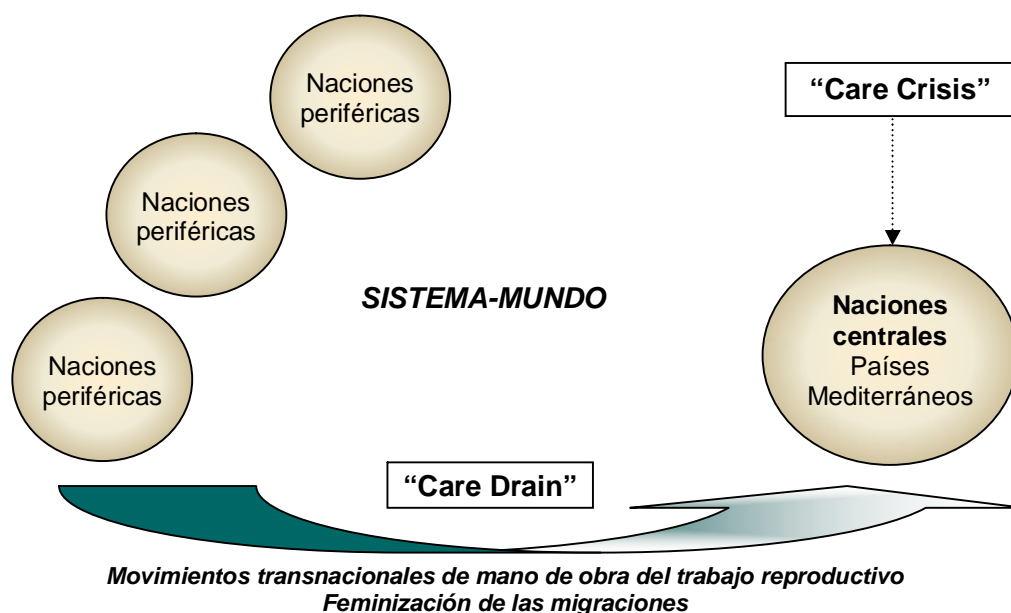 Naciones
periféricas
“Care Crisis”
Naciones
periféricas
SISTEMA-MUNDO
Naciones
centrales
Países
Mediterráneos
Naciones
periféricas
“Care Drain”
Movimientos transnacionales de mano de obra del trabajo reproductivo
Feminización de las migraciones